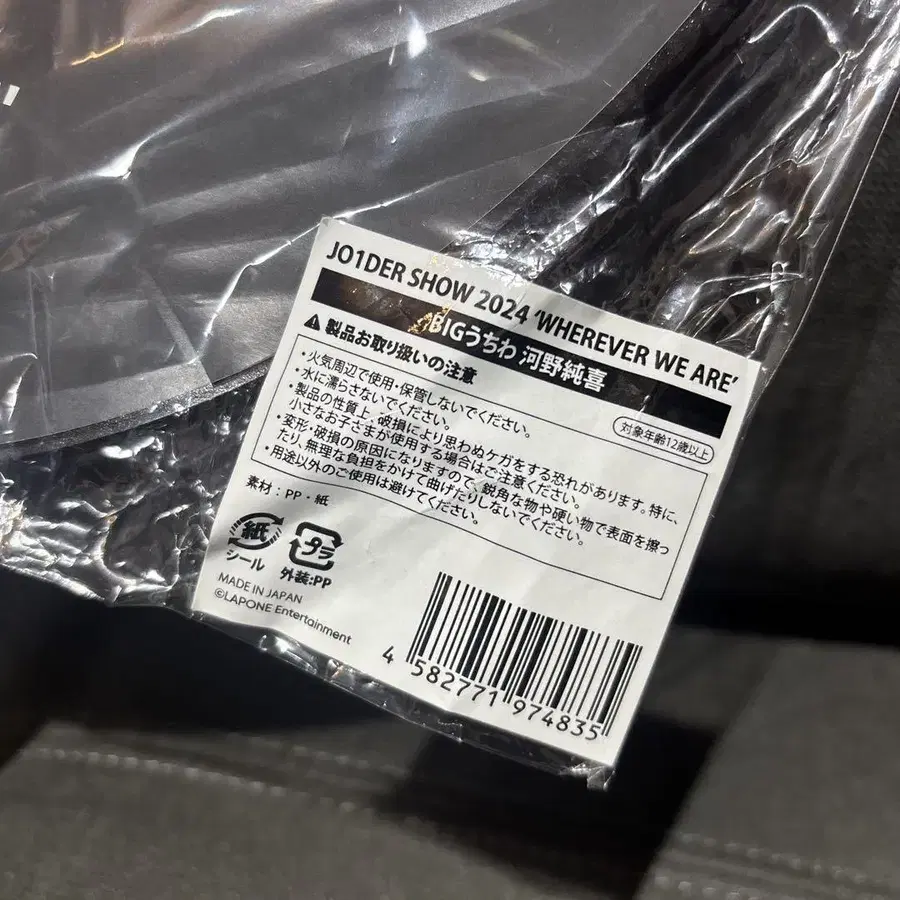 JO1DER SHOW 2024 'WHEREVER WE ARE'
BIGうちわ 河野純喜
⚠ 製品お取り扱いの注意
対象年齢12歳以上
・火気周辺で使用・保管しないでください。
・水に濡らさないでください。
・製品の性質上、破損により思わぬケガをする恐れがあります。特に、
小さなお子さまが使用する場合はご注意ください。
・変形・破損の原因になりますので、鋭角な物や硬い物で表面を擦っ
たり、無理な負担をかけて曲げたりしないでください。
・用途以外のご使用は避けてください。
素材：PP・紙
紙
シール
プラ
外装:PP
MADE IN JAPAN
©LAPONE Entertainment
4 582771 974835